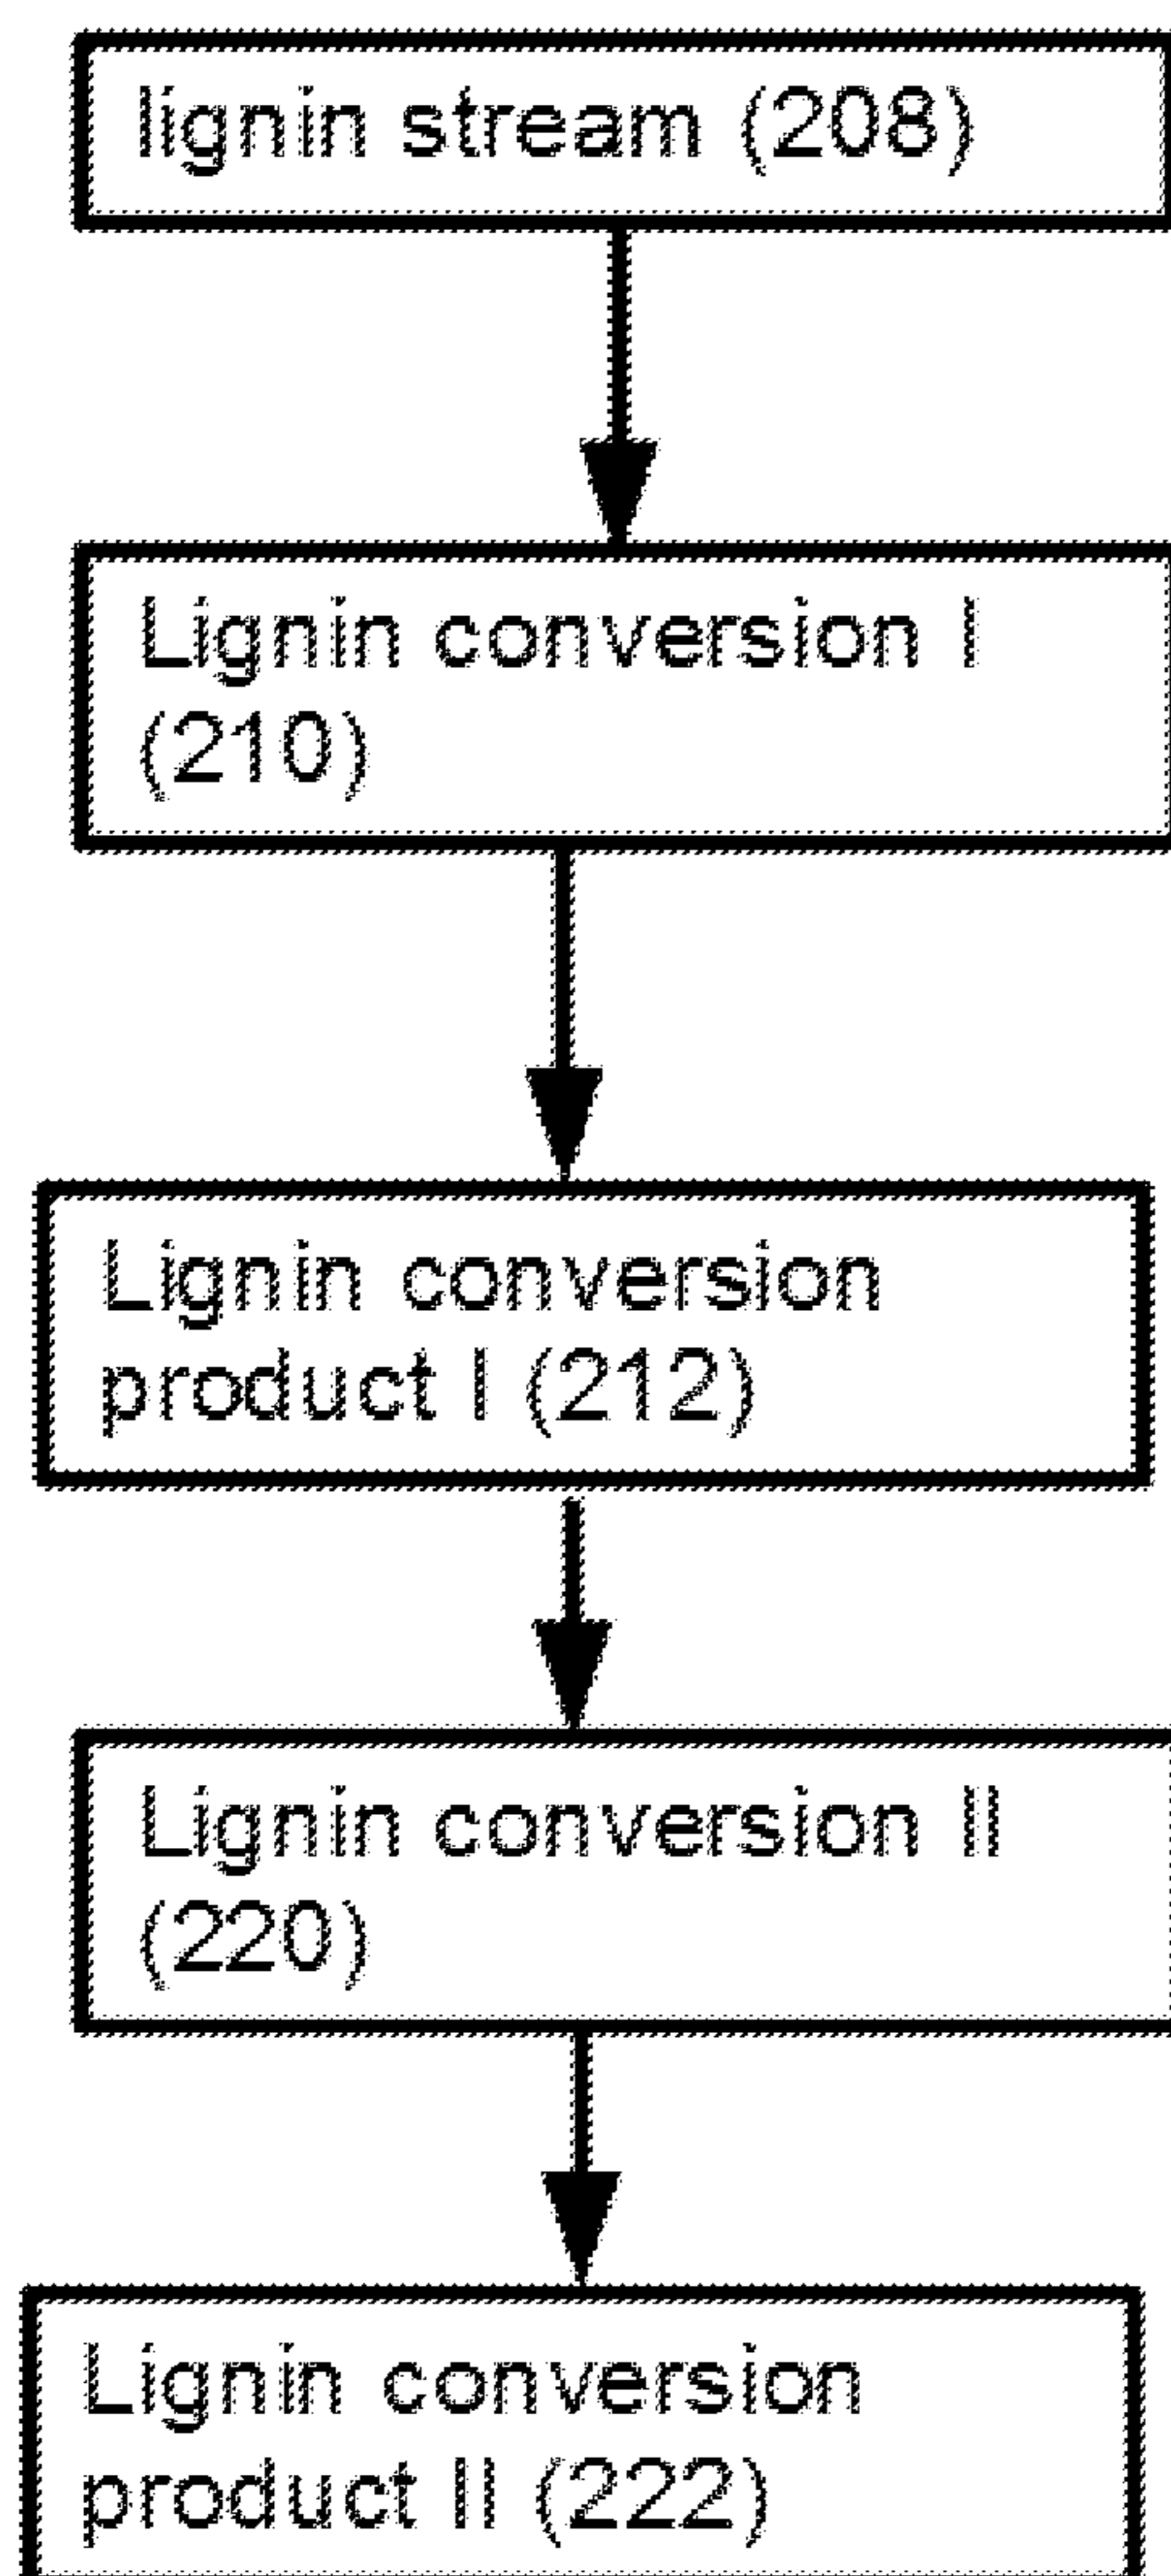 lignin stream (208)
Lignin conversion I
(210)
Lignin conversion
product I (212)
Lignin conversion II
(220)
Lignin conversion
product II (222)